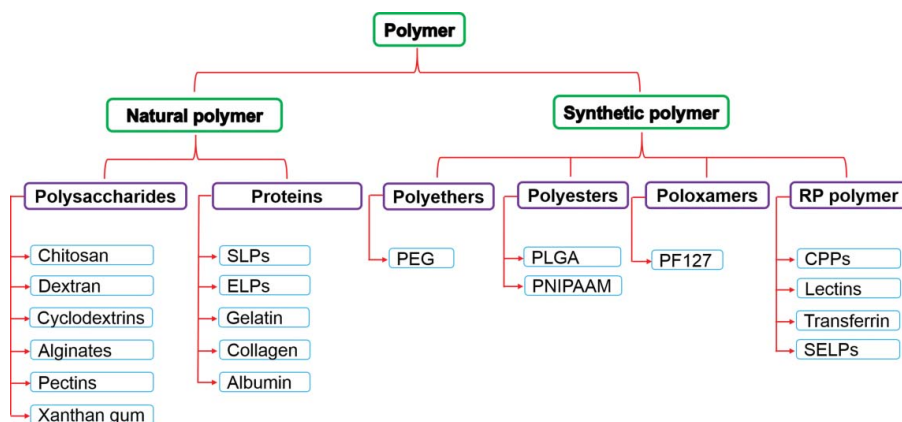 Polymer
Natural polymer
Synthetic polymer
Polysaccharides
Proteins
Polyethers
Polyesters
Poloxamers
RP polymer
Chitosan
Dextran
Cyclodextrins
Alginates
Pectins
Xanthan gum
SLPs
ELPs
Gelatin
Collagen
Albumin
PEG
PLGA
PNIPAAM
PF127
CPPs
Lectins
Transferrin
SELPs